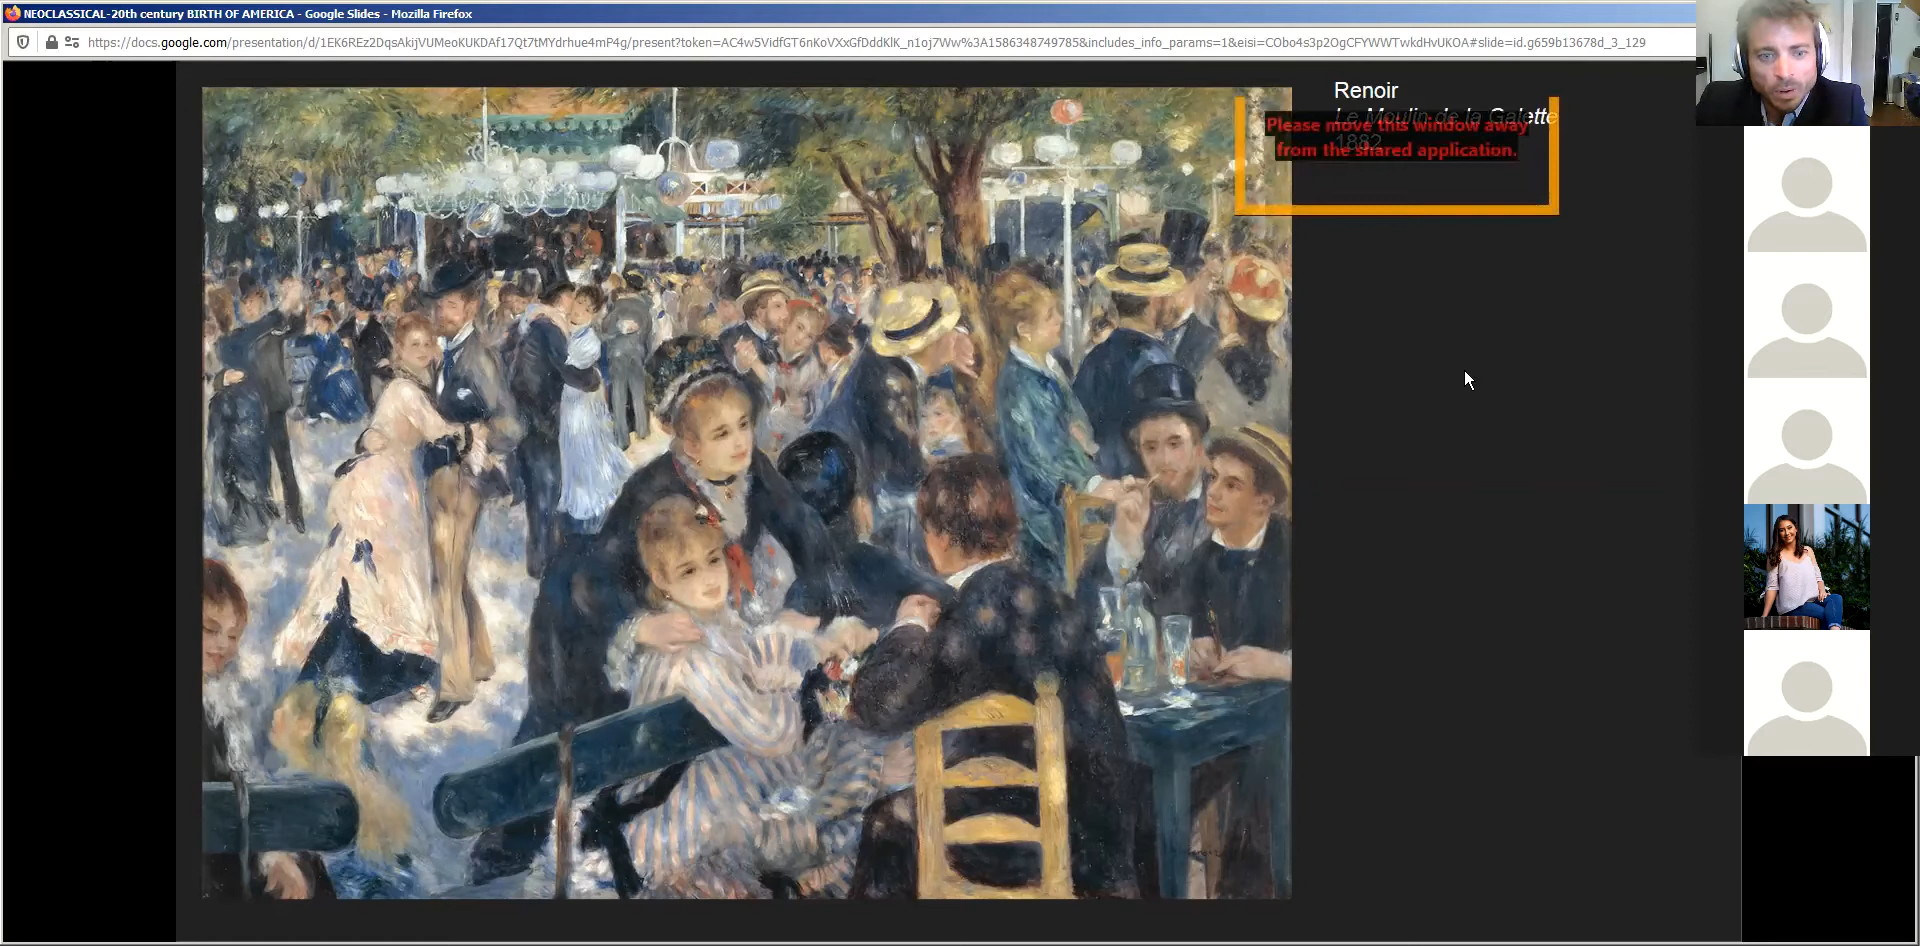 NEOCLASSICAL-20th century BIRTH OF AMERICA - Google Slides - Mozilla Firefox
https://docs.google.com/presentation/d/1EK6REz2DqsAkijVUMeoKUKDAf17Qt7tMYdrhue4mP4g/present?token=AC4w5VidfGT6nKoVXxGfDddKlK_n1oj7Ww%3A1586348749785&includes_info_params=1&eisi=CObo4s3p2OgCFYWWTwkdHvUKOA#slide=id.g659b13678d_3_129
Renoir
Le Moulin de la Galette
Please move this window away
1882
from the shared application.